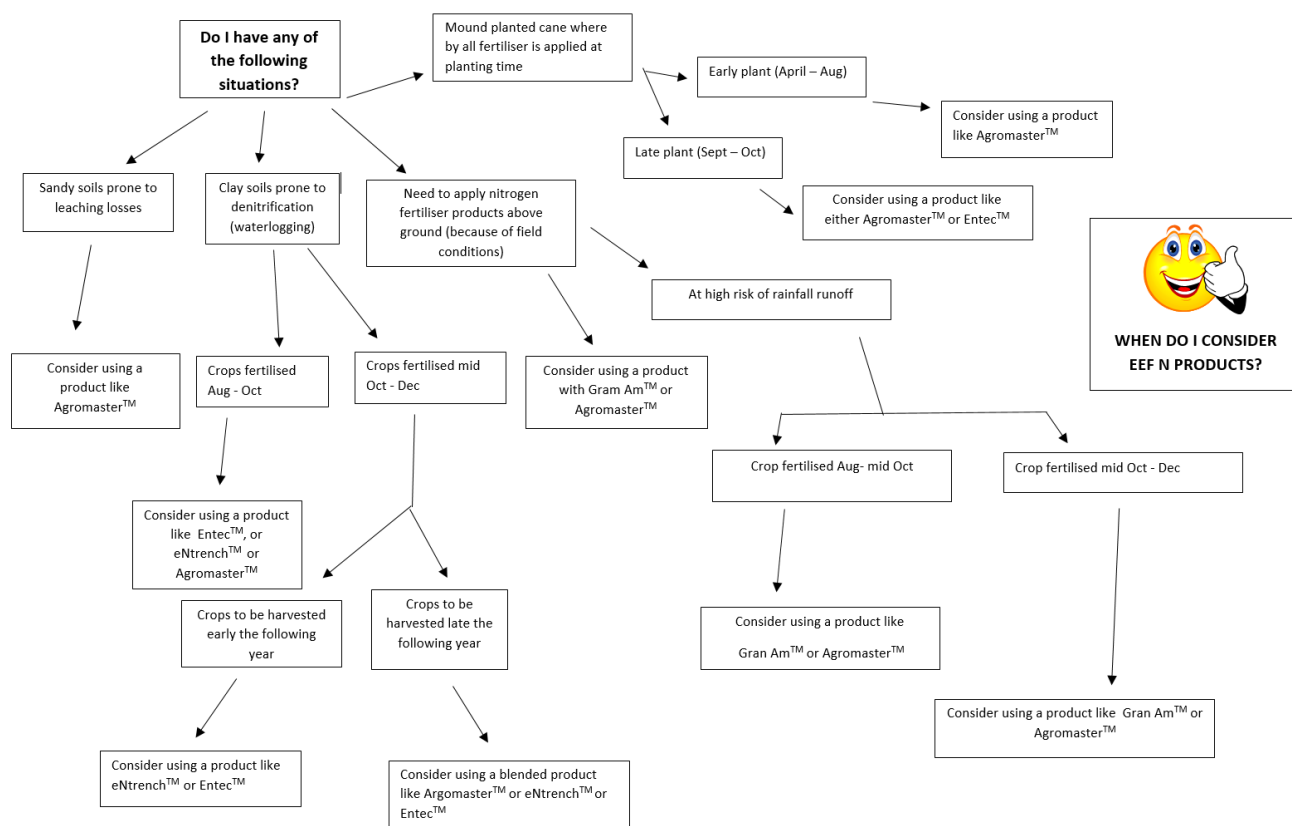 Do I have any of
the following
situations?
Mound planted cane where
by all fertiliser is applied at
planting time
Early plant (April – Aug)
Consider using a product
like Agromaster™
Late plant (Sept – Oct)
Consider using a product like
either Agromaster™ or Entec™
Sandy soils prone to
leaching losses
Clay soils prone to
denitrification
(waterlogging)
Need to apply nitrogen
fertiliser products above
ground (because of field
conditions)
At high risk of rainfall runoff
WHEN DO I CONSIDER
EEF N PRODUCTS?
Consider using a
product like
Agromaster™
Crops fertilised
Aug - Oct
Crops fertilised mid
Oct - Dec
Consider using a product
with Gram Am™ or
Agromaster™
Crop fertilised Aug- mid Oct
Crop fertilised mid Oct - Dec
Consider using a product
like Entec™, or
eNtrench™ or
Agromaster™
Crops to be harvested
early the following
year
Crops to be
harvested late the
following year
Consider using a product like
Gran Am™ or Agromaster™
Consider using a product like Gran Am™ or
Agromaster™
Consider using a product like
eNtrench™ or Entec™
Consider using a blended product
like Argomaster™ or eNtrench™ or
Entec™